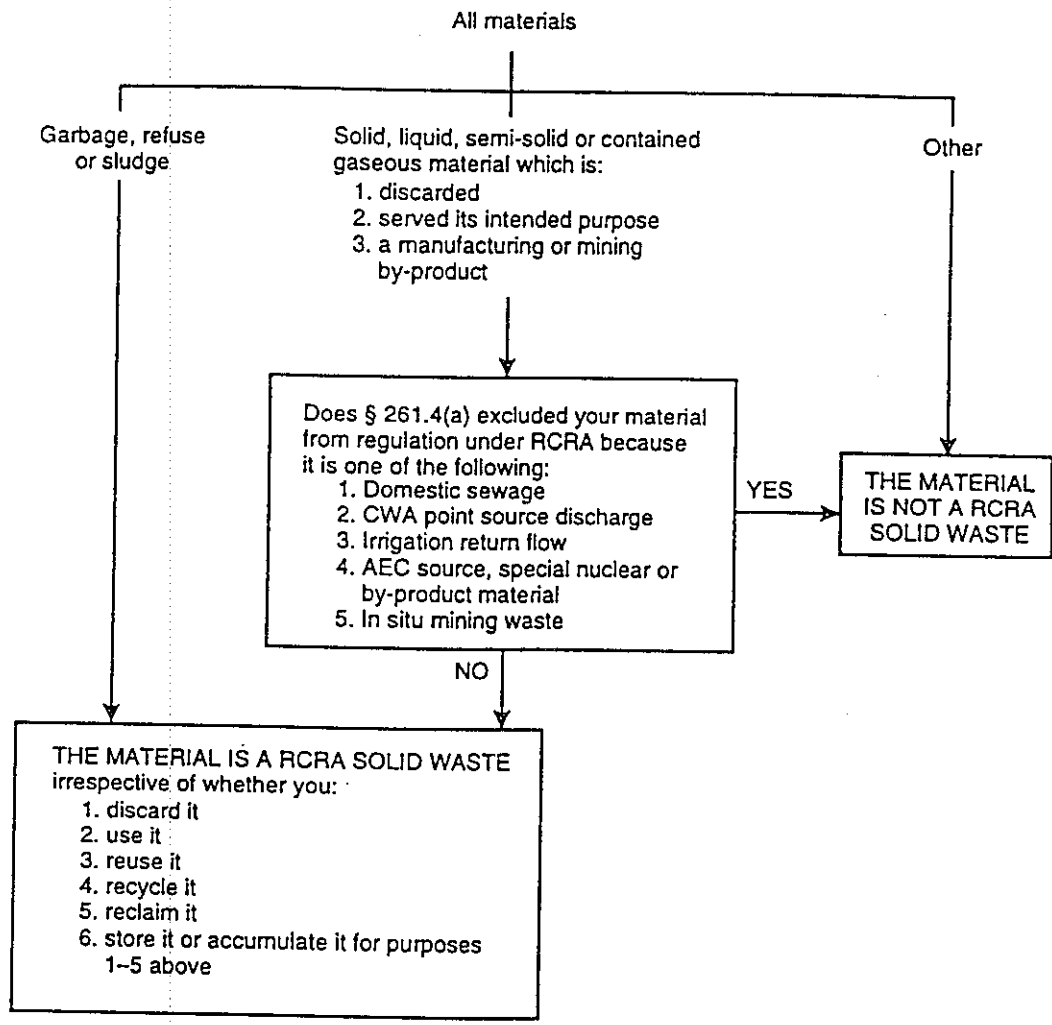 All materials
Garbage, refuse
or sludge
Solid, liquid, semi-solid or contained
gaseous material which is:
1. discarded
2. served its intended purpose
3. a manufacturing or mining
by-product
Other
Does § 261.4(a) excluded your material
from regulation under RCRA because
it is one of the following:
1. Domestic sewage
2. CWA point source discharge
3. Irrigation return flow
4. AEC source, special nuclear or
by-product material
5. In situ mining waste
YES
THE MATERIAL
IS NOT A RCRA
SOLID WASTE
NO
THE MATERIAL IS A RCRA SOLID WASTE
irrespective of whether you:
1. discard it
2. use it
3. reuse it
4. recycle it
5. reclaim it
6. store it or accumulate it for purposes
1–5 above